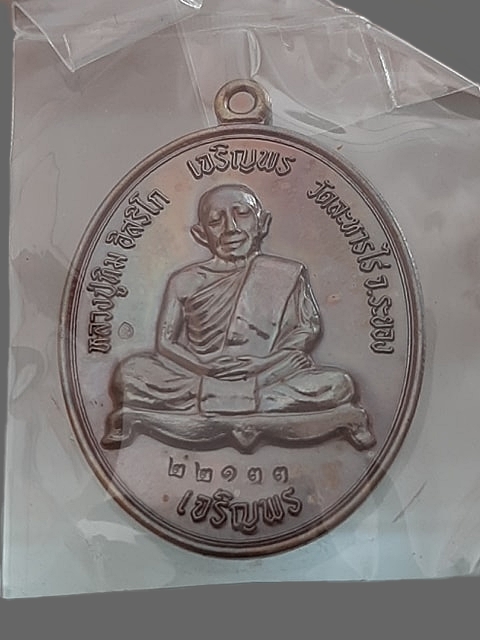 หลวงปู่ทิม อิสริโก เจริญพร วัดละหารไร่ จ.ระยอง
๒๒๑๓๓
เจริญพร